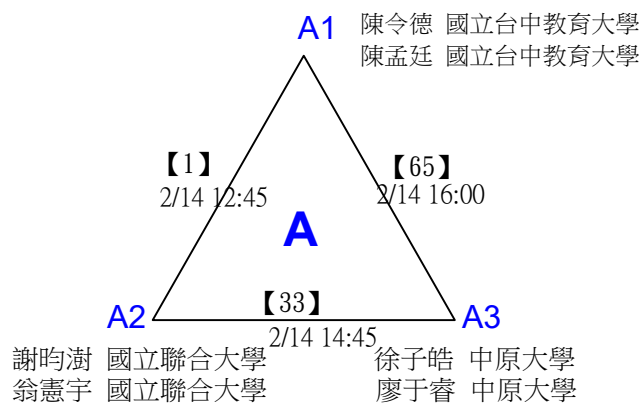 A1
陳令德 國立台中教育大學
陳孟廷 國立台中教育大學
【1】
2/14 12:45
【65】
2/14 16:00
A
【33】
2/14 14:45
A2
A3
謝昀澍 國立聯合大學
翁憲宇 國立聯合大學
徐子皓 中原大學
廖于睿 中原大學